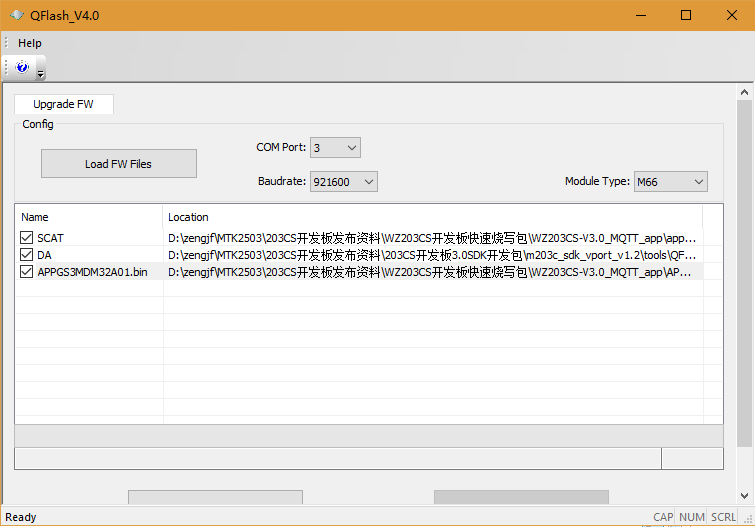 QFlash_V4.0
Help
Upgrade FW
Config
Load FW Files
COM Port: 3
Baudrate: 921600
Module Type: M66
Name Location
SCAT D:\zengjf\MTK2503\203CS开发板发布资料\WZ203CS开发板快速烧写包\WZ203CS-V3.0_MQTT_app\app...
DA D:\zengjf\MTK2503\203CS开发板发布资料\203CS开发板3.0SDK开发包\m203c_sdk_vport_v1.2\tools\QF...
APPGS3MDM32A01.bin D:\zengjf\MTK2503\203CS开发板发布资料\WZ203CS开发板快速烧写包\WZ203CS-V3.0_MQTT_app\AP...
Ready CAP NUM SCRL